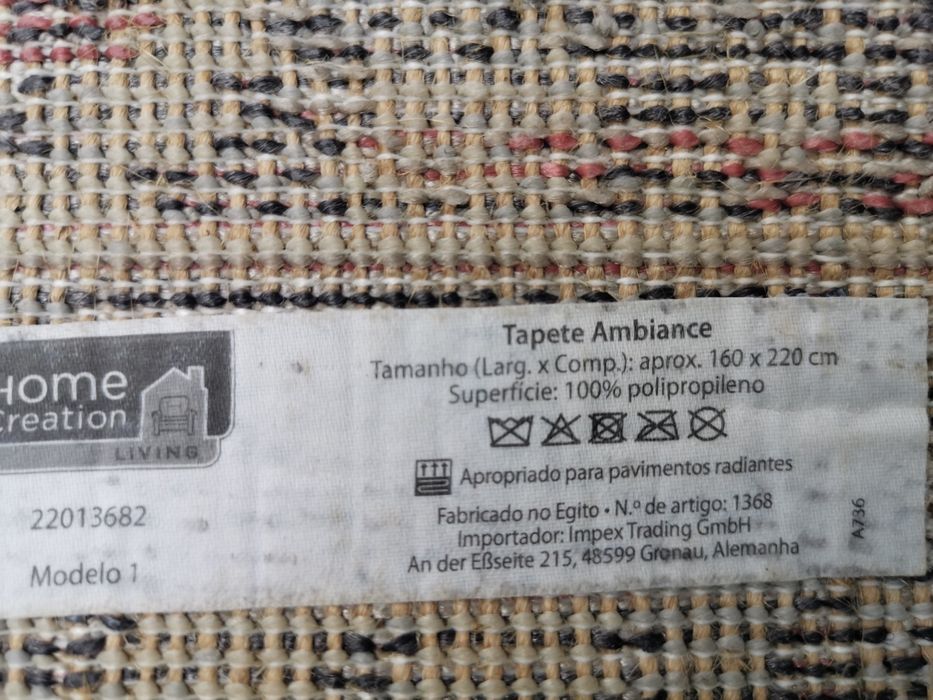 Home
Creation
LIVING
22013682
Modelo 1
Tapete Ambiance
Tamanho (Larg. x Comp.): aprox. 160 x 220 cm
Superfície: 100% polipropileno
Apropriado para pavimentos radiantes
Fabricado no Egito • N.º de artigo: 1368
Importador: Impex Trading GmbH
An der Eßseite 215, 48599 Gronau, Alemanha
A736